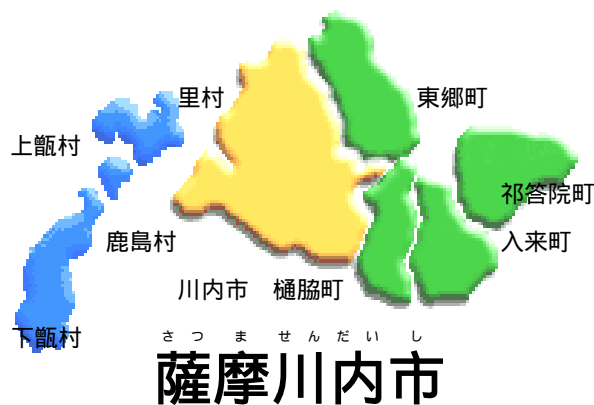 里村
東郷町
上甑村
祁答院町
鹿島村
入来町
川内市 樋脇町
下甑村
さつ ま せんだい し
薩摩川内市